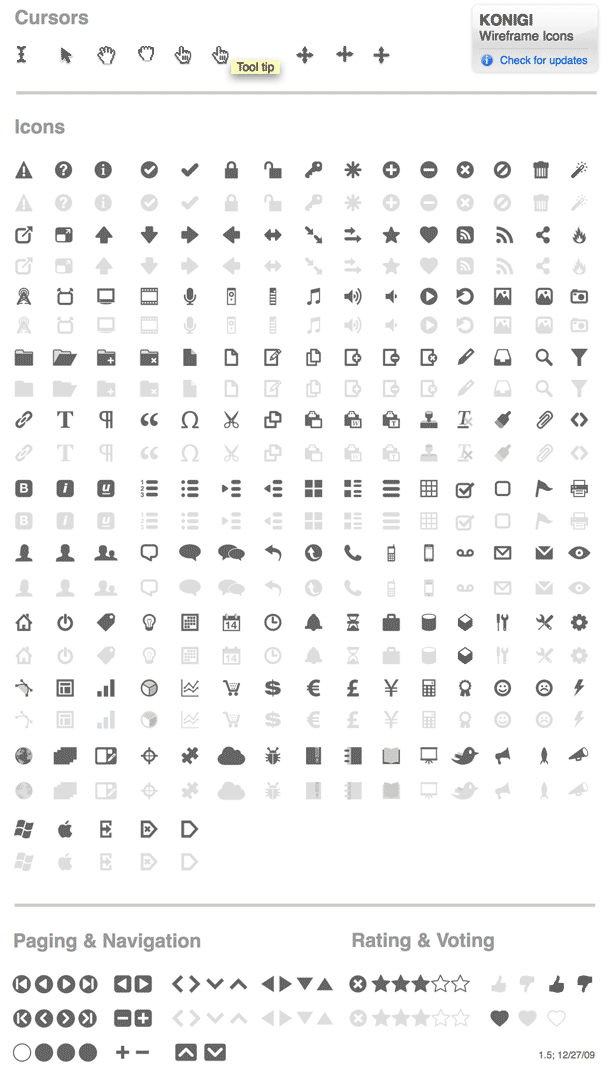 Cursors
KONIGI
Wireframe Icons
Check for updates
Tool tip
Icons
Paging & Navigation
Rating & Voting
1.5; 12/27/09